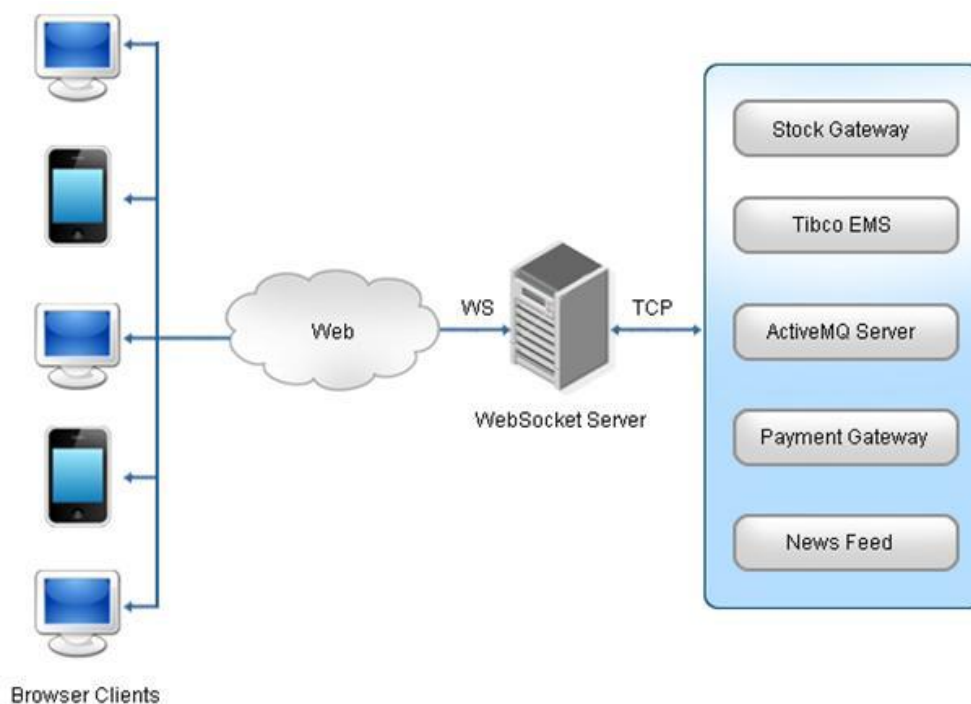 Web
WS
TCP
WebSocket Server
Stock Gateway
Tibco EMS
ActiveMQ Server
Payment Gateway
News Feed
Browser Clients